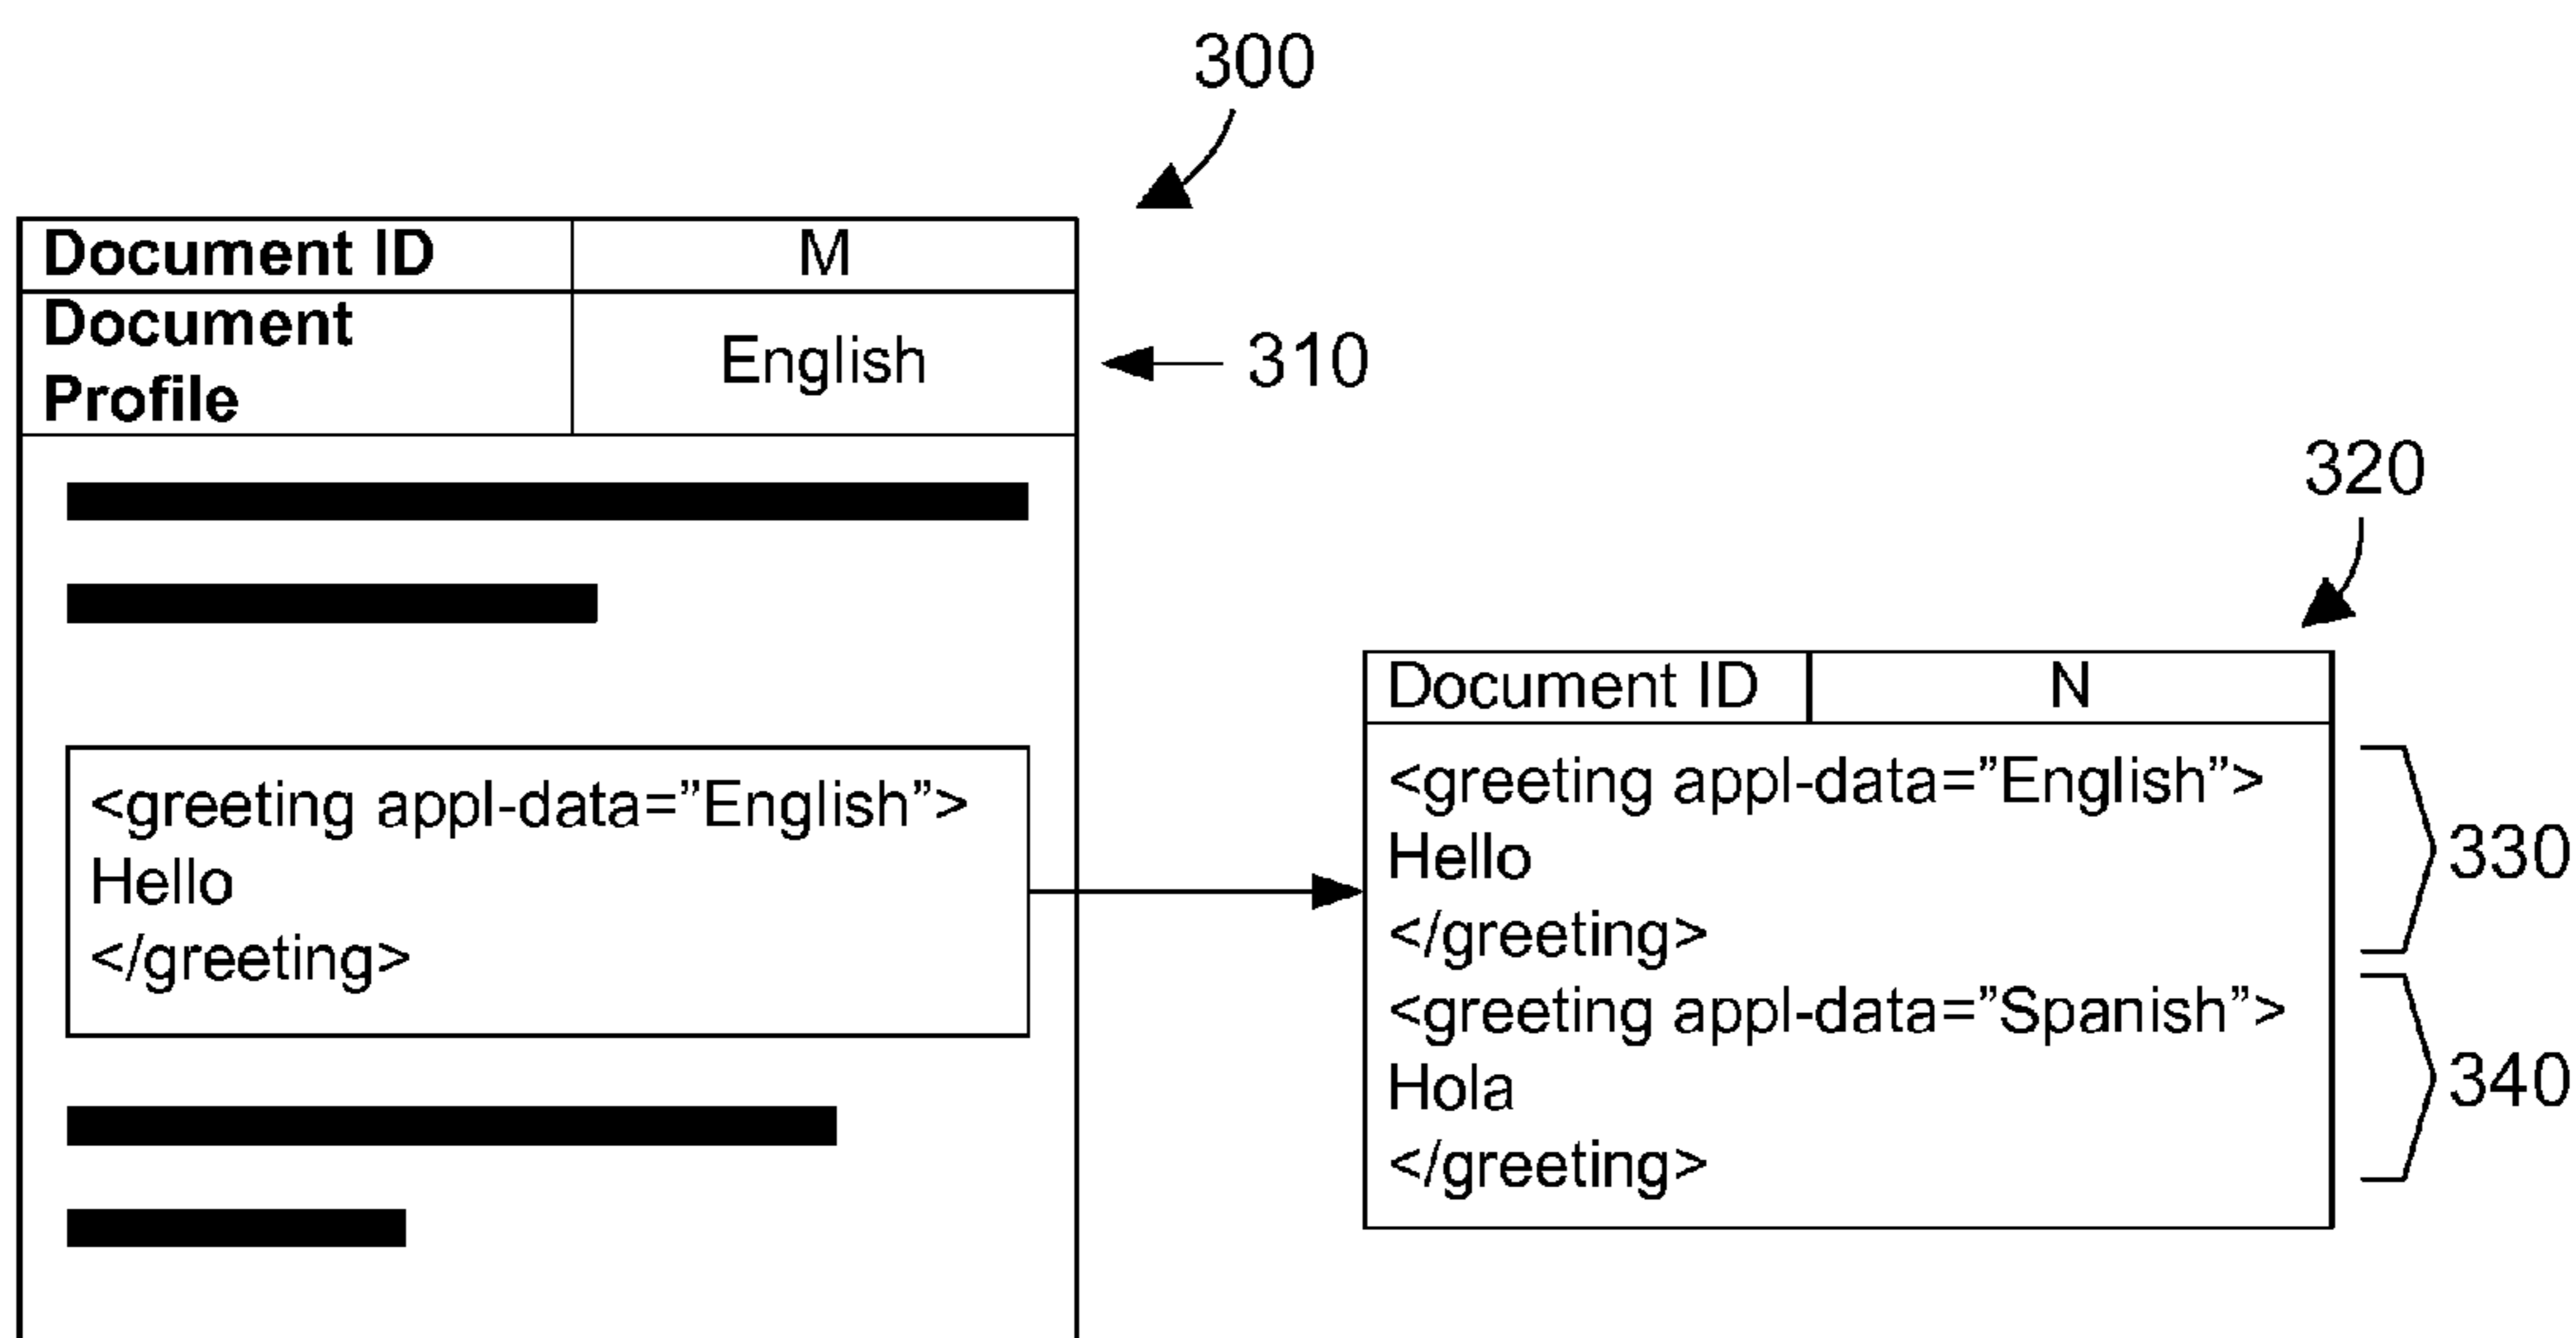 300
Document ID M
Document
Profile
English
310
<greeting appl-data=”English”>
Hello
</greeting>
320
Document ID N
<greeting appl-data=”English”>
Hello
</greeting>
<greeting appl-data=”Spanish”>
Hola
</greeting>
330
340